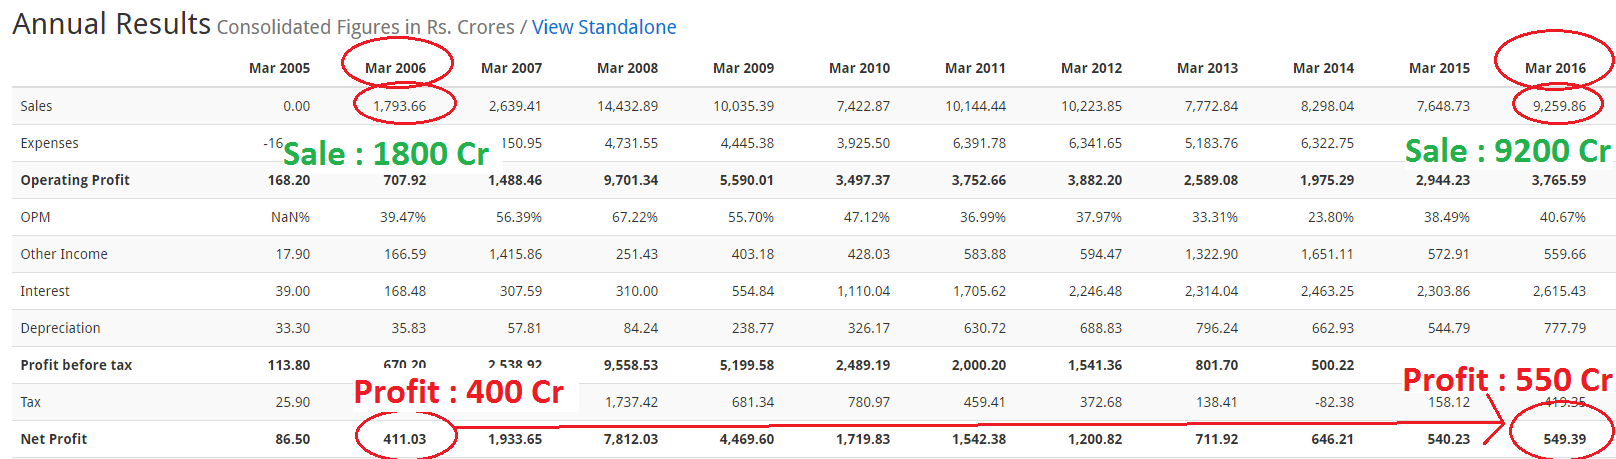 Annual Results Consolidated Figures in Rs. Crores / View Standalone
Mar 2005 Mar 2006 Mar 2007 Mar 2008 Mar 2009 Mar 2010 Mar 2011 Mar 2012 Mar 2013 Mar 2014 Mar 2015 Mar 2016
Sales 0.00 1,793.66 2,639.41 14,432.89 10,035.39 7,422.87 10,144.44 10,223.85 7,772.84 8,298.04 7,648.73 9,259.86
Expenses -16 150.95 4,731.55 4,445.38 3,925.50 6,391.78 6,341.65 5,183.76 6,322.75
Sale : 1800 Cr Sale : 9200 Cr
Operating Profit 168.20 707.92 1,488.46 9,701.34 5,590.01 3,497.37 3,752.66 3,882.20 2,589.08 1,975.29 2,944.23 3,765.59
OPM NaN% 39.47% 56.39% 67.22% 55.70% 47.12% 36.99% 37.97% 33.31% 23.80% 38.49% 40.67%
Other Income 17.90 166.59 1,415.86 251.43 403.18 428.03 583.88 594.47 1,322.90 1,651.11 572.91 559.66
Interest 39.00 168.48 307.59 310.00 554.84 1,110.04 1,705.62 2,246.48 2,314.04 2,463.25 2,303.86 2,615.43
Depreciation 33.30 35.83 57.81 84.24 238.77 326.17 630.72 688.83 796.24 662.93 544.79 777.79
Profit before tax 113.80 670.20 2,538.92 9,558.53 5,199.58 2,489.19 2,000.20 1,541.36 801.70 500.22
Profit : 400 Cr Profit : 550 Cr
Tax 25.90 1,737.42 681.34 780.97 459.41 372.68 138.41 -82.38 158.12 419.35
Net Profit 86.50 411.03 1,933.65 7,812.03 4,469.60 1,719.83 1,542.38 1,200.82 711.92 646.21 540.23 549.39